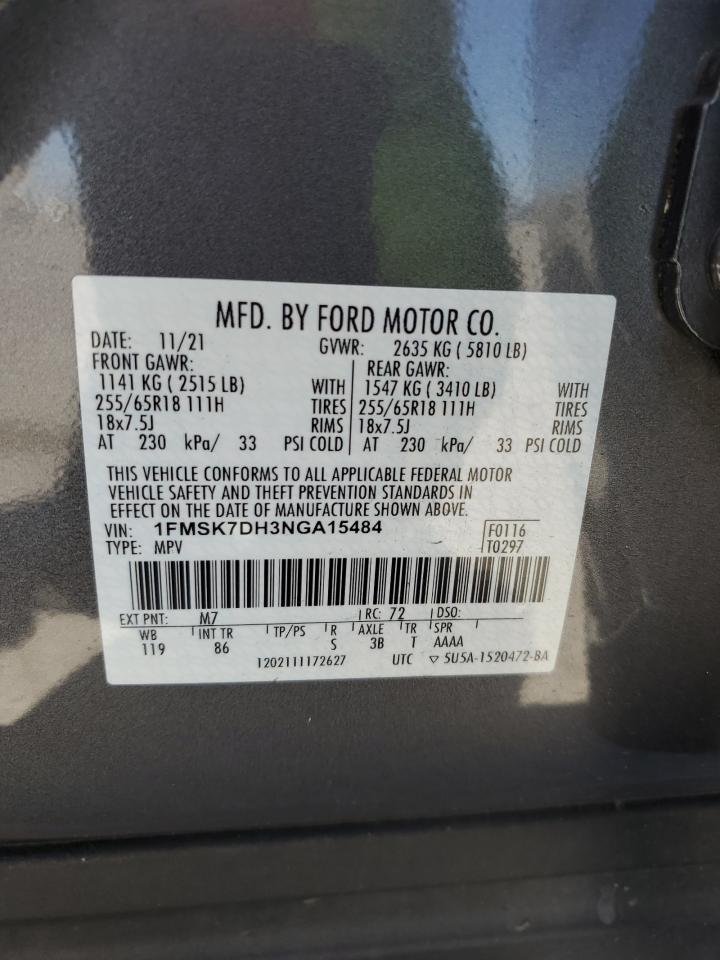 MFD. BY FORD MOTOR CO.
DATE: 11/21 GVWR: 2635 KG ( 5810 LB)
FRONT GAWR: REAR GAWR:
1141 KG ( 2515 LB) WITH 1547 KG ( 3410 LB) WITH
255/65R18 111H TIRES 255/65R18 111H TIRES
18x7.5J RIMS 18x7.5J RIMS
AT 230 kPa/ 33 PSI COLD AT 230 kPa/ 33 PSI COLD
THIS VEHICLE CONFORMS TO ALL APPLICABLE FEDERAL MOTOR
VEHICLE SAFETY AND THEFT PREVENTION STANDARDS IN
EFFECT ON THE DATE OF MANUFACTURE SHOWN ABOVE.
VIN: 1FMSK7DH3NGA15484 F0116
TYPE: MPV T0297
EXT PNT: M7 RC: 72 DSO:
WB INT TR TP/PS R AXLE TR SPR
119 86 S 3B T AAAA
1202111172627 UTC ▽ 5U5A-1520472-BA